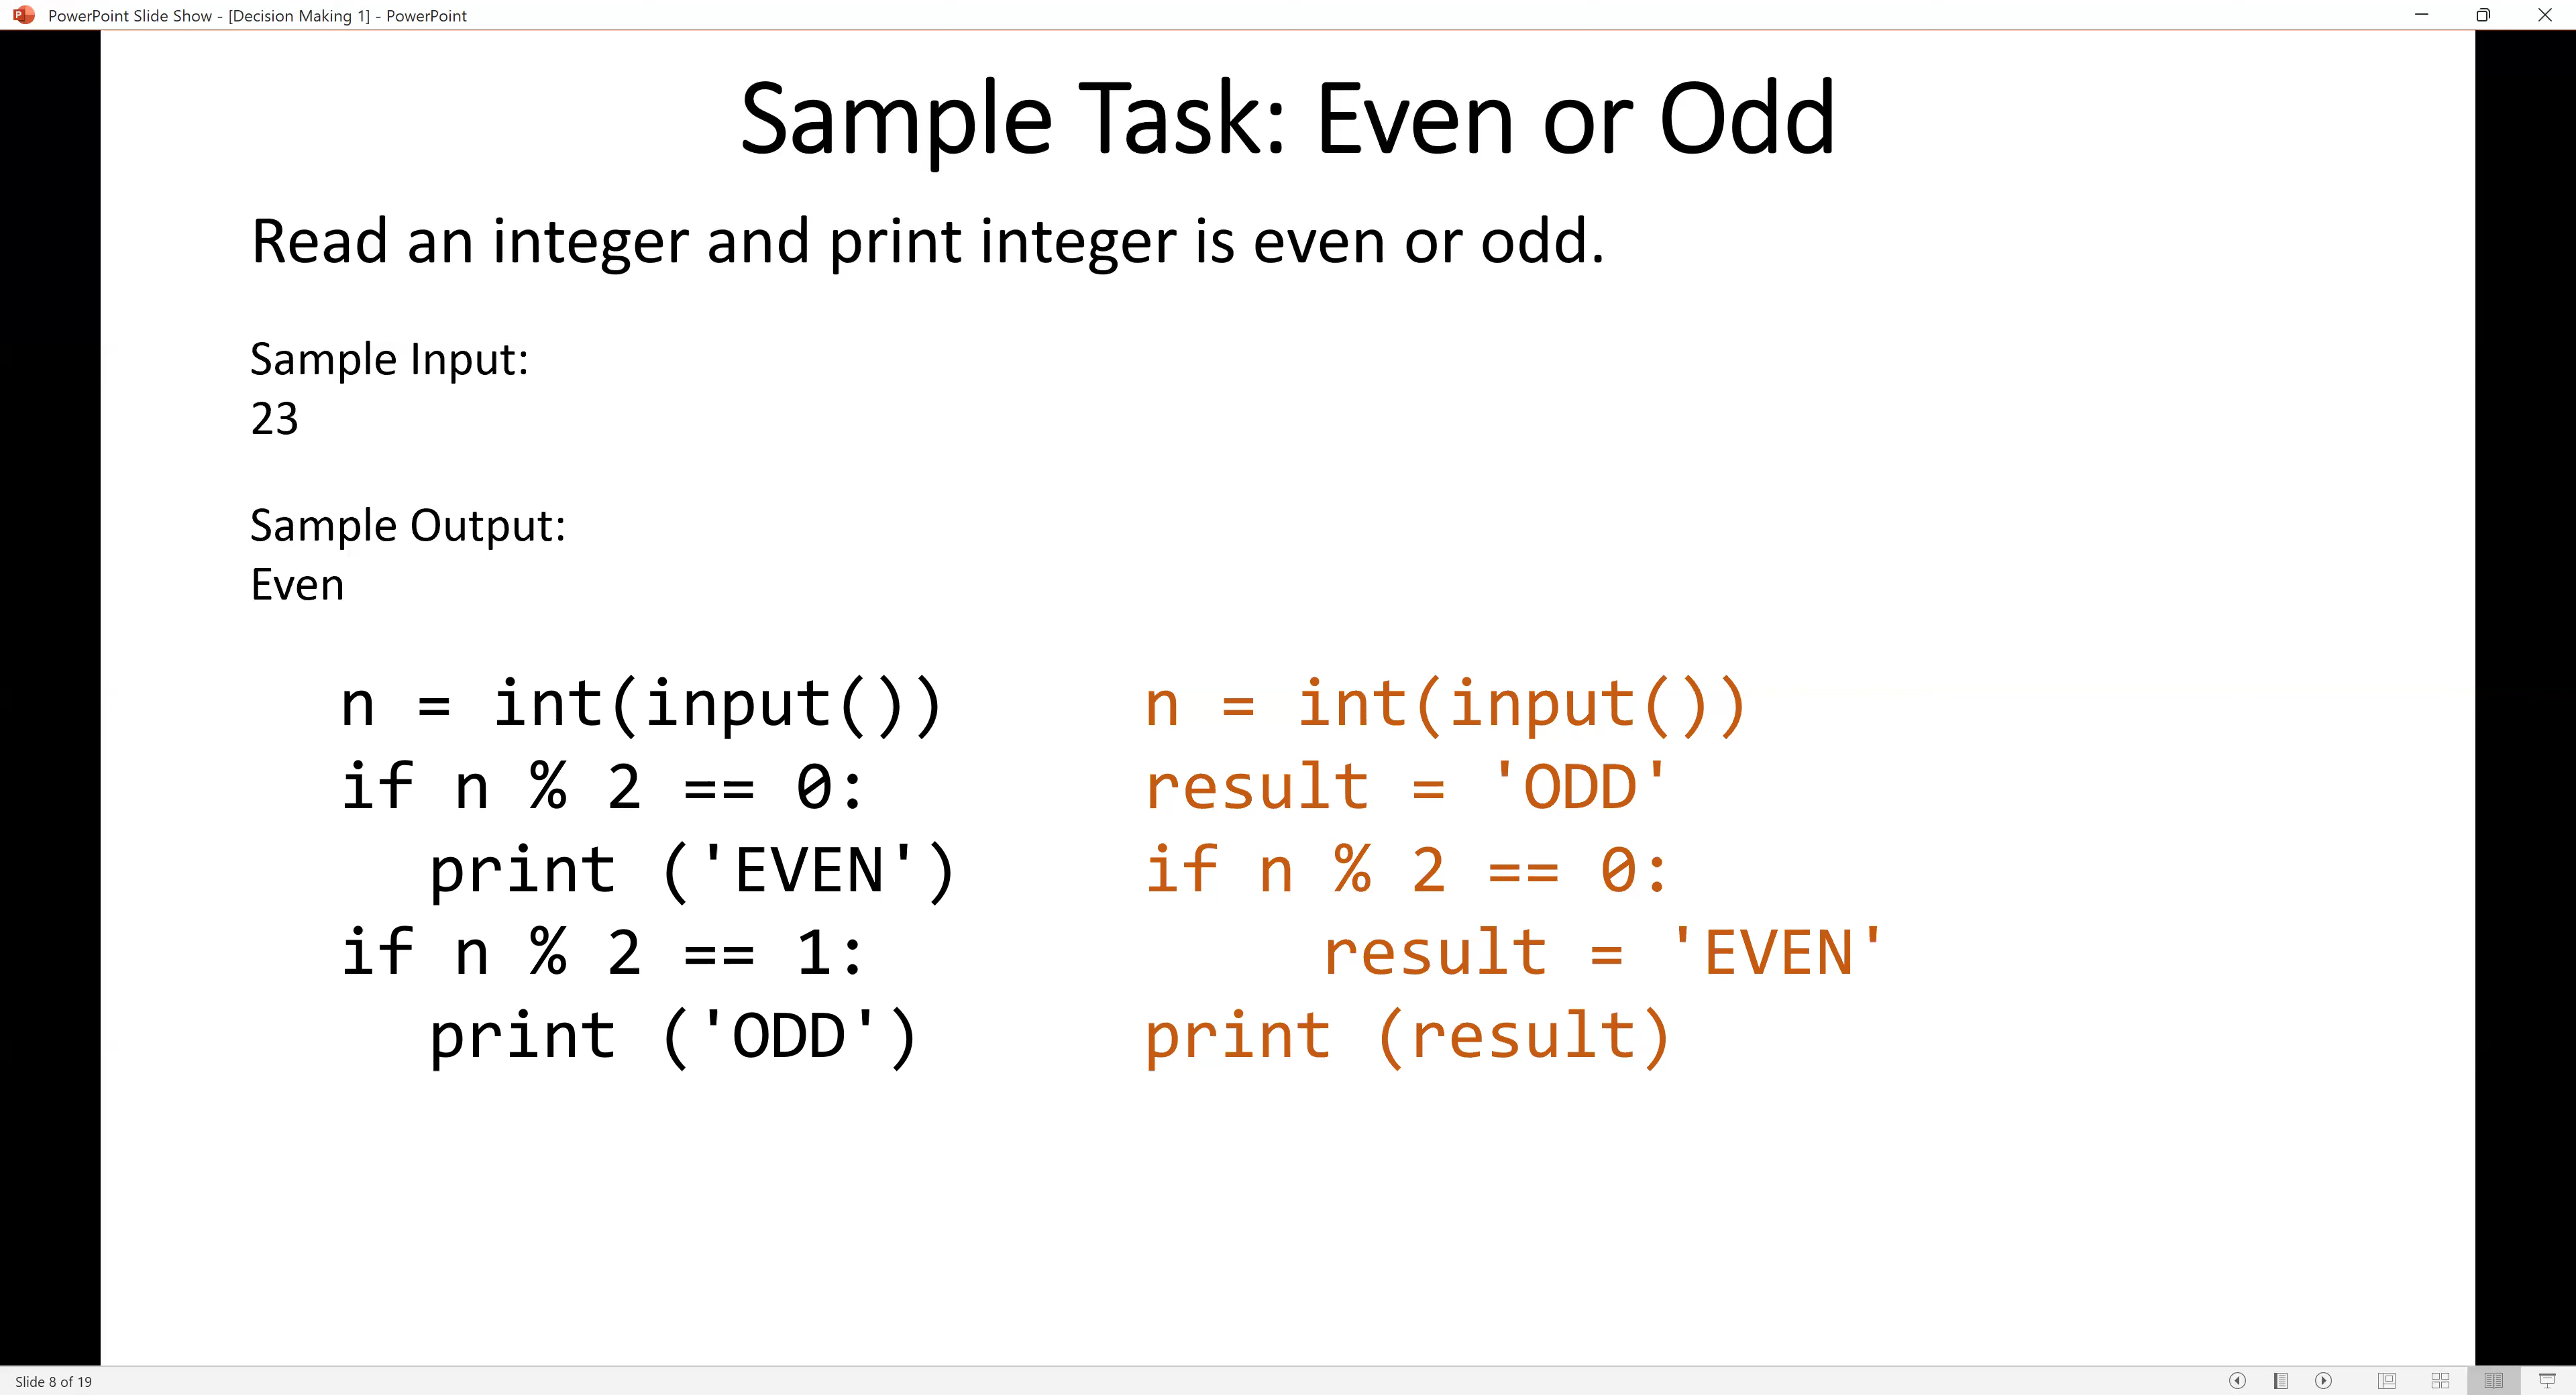 PowerPoint Slide Show - [Decision Making 1] - PowerPoint
Sample Task: Even or Odd
Read an integer and print integer is even or odd.
Sample Input:
23
Sample Output:
Even
n = int(input())
if n % 2 == 0:
print ('EVEN')
if n % 2 == 1:
print ('ODD')
n = int(input())
result = 'ODD'
if n % 2 == 0:
result = 'EVEN'
print (result)
Slide 8 of 19